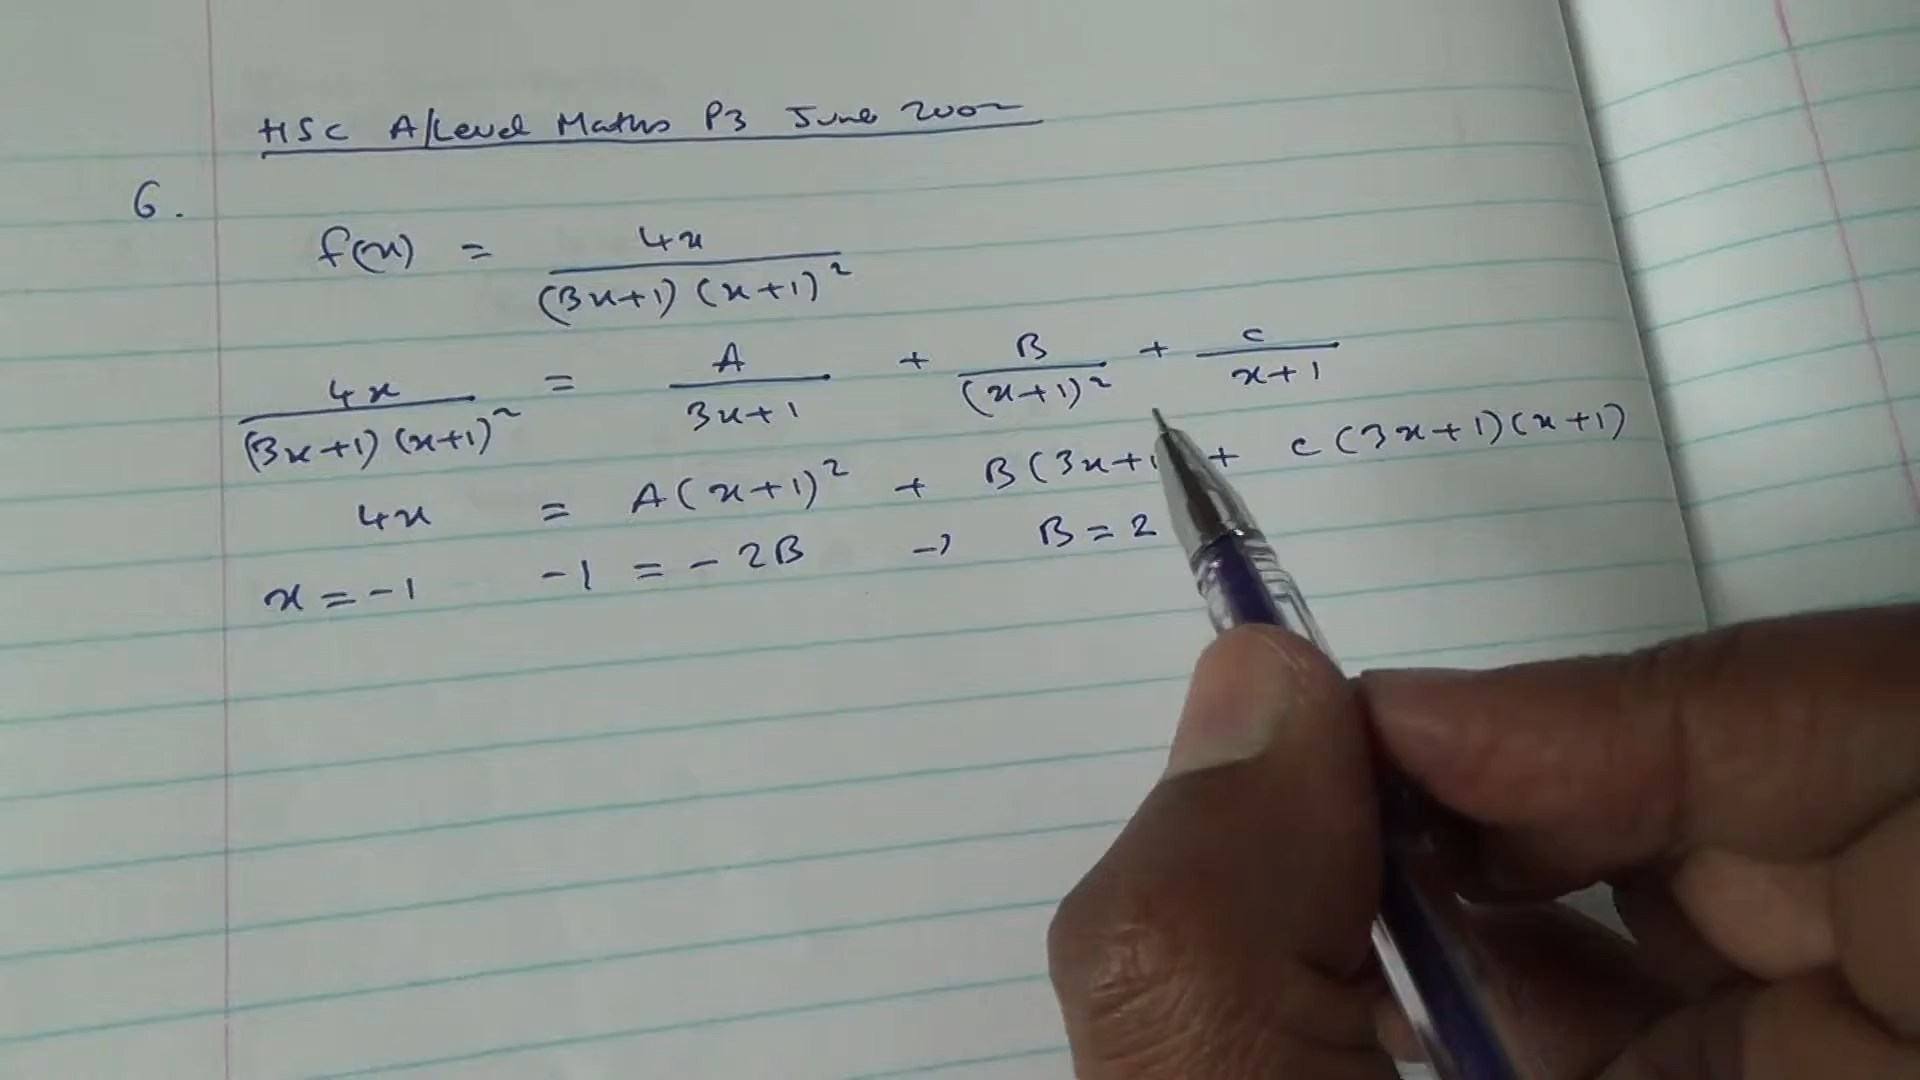 HSC A/Level Maths P3 June 2002
6.
f(x) = 4x / (3x+1)(x+1)²
4x / (3x+1)(x+1)² = A / 3x+1 + B / (x+1)² + C / x+1
4x = A(x+1)² + B(3x+1 + C(3x+1)(x+1)
x = -1 -1 = -2B → B = 2